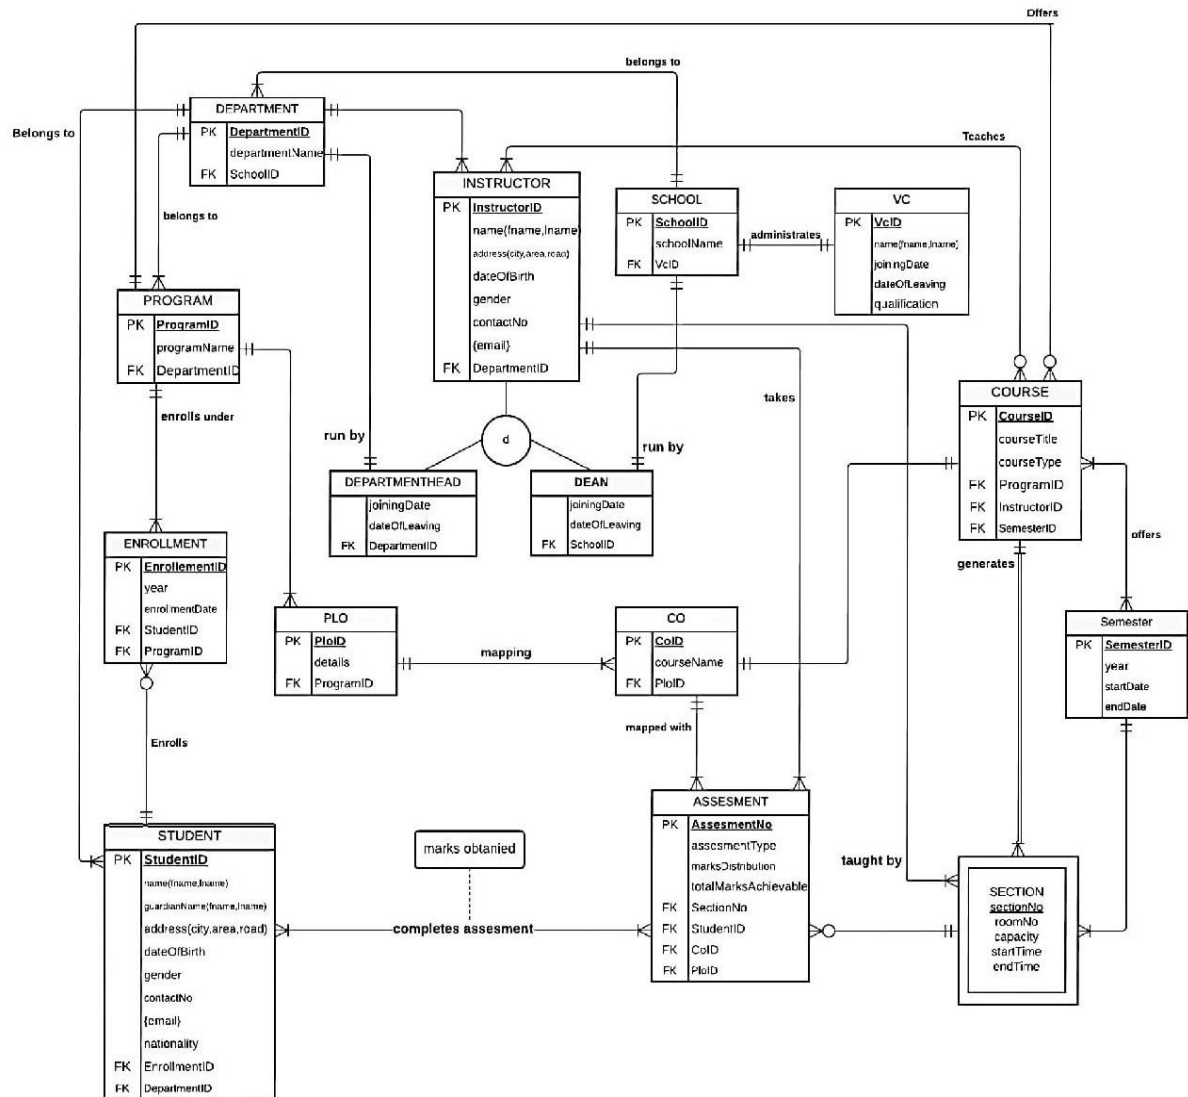 Offers
belongs to
Belongs to
DEPARTMENT
PK DepartmentID
departmentName
FK SchoolID
belongs to
Teaches
INSTRUCTOR
PK InstructorID
name(fname,lname)
address(city,area,road)
dateOfBirth
gender
contactNo
{email}
FK DepartmentID
SCHOOL
PK SchoolID
schoolName
FK VcID
administrates
VC
PK VcID
name(fname,lname)
joiningDate
dateOfLeaving
qualification
PROGRAM
PK ProgramID
programName
FK DepartmentID
enrolls under
takes
COURSE
PK CourseID
courseTitle
courseType
FK ProgramID
FK InstructorID
FK SemesterID
d
run by
run by
DEPARTMENTHEAD
joiningDate
dateOfLeaving
FK DepartmentID
DEAN
joiningDate
dateOfLeaving
FK SchoolID
generates
offers
ENROLLMENT
PK EnrollementID
year
enrollmentDate
FK StudentID
FK ProgramID
PLO
PK PloID
details
FK ProgramID
mapping
CO
PK CoID
courseName
FK PloID
Semester
PK SemesterID
year
startDate
endDate
mapped with
Enrolls
ASSESMENT
PK AssesmentNo
assesmentType
marksDistribution
totalMarksAchievable
FK SectionNo
FK StudentID
FK CoID
FK PloID
STUDENT
PK StudentID
name(fname,lname)
guardianName(fname,lname)
address(city,area,road)
dateOfBirth
gender
contactNo
{email}
nationality
FK EnrollmentID
FK DepartmentID
marks obtanied
completes assesment
taught by
SECTION
sectionNo
roomNo
capacity
startTime
endTime